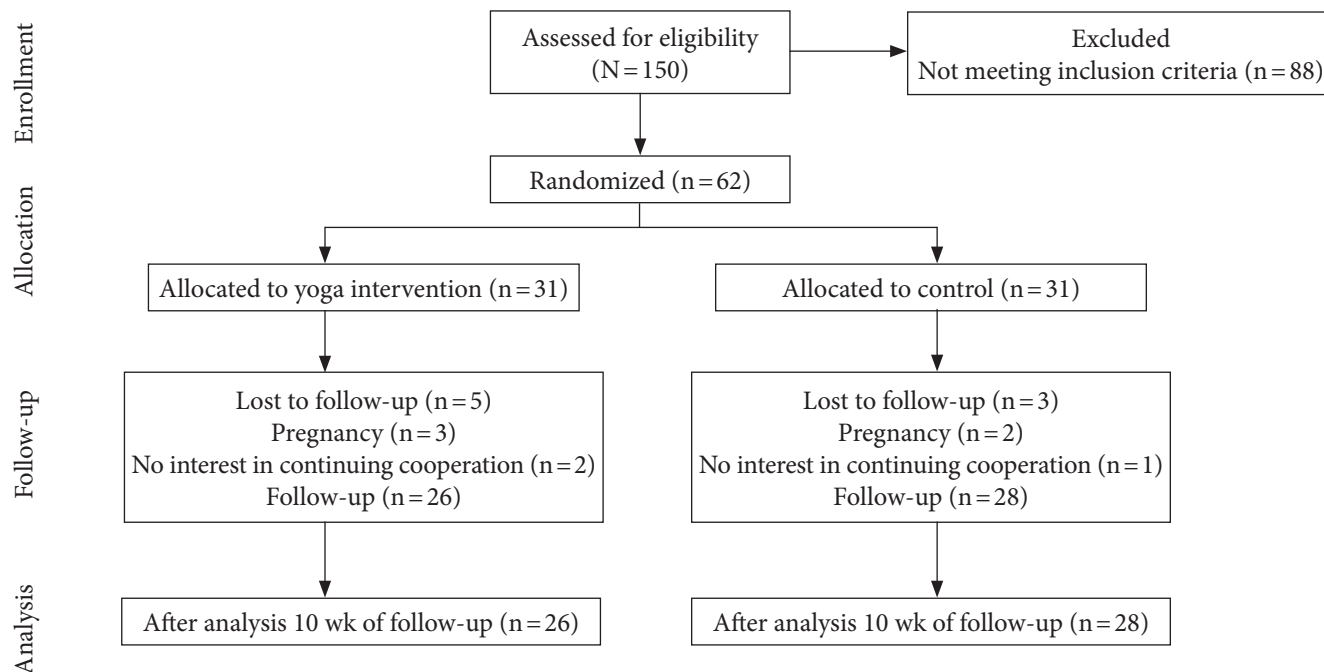 Enrollment
Assessed for eligibility
(N=150)
Excluded
Not meeting inclusion criteria (n=88)
Randomized (n=62)
Allocation
Allocated to yoga intervention (n=31)
Allocated to control (n=31)
Follow-up
Lost to follow-up (n=5)
Pregnancy (n=3)
No interest in continuing cooperation (n=2)
Follow-up (n=26)
Lost to follow-up (n=3)
Pregnancy (n=2)
No interest in continuing cooperation (n=1)
Follow-up (n=28)
Analysis
After analysis 10 wk of follow-up (n=26)
After analysis 10 wk of follow-up (n=28)